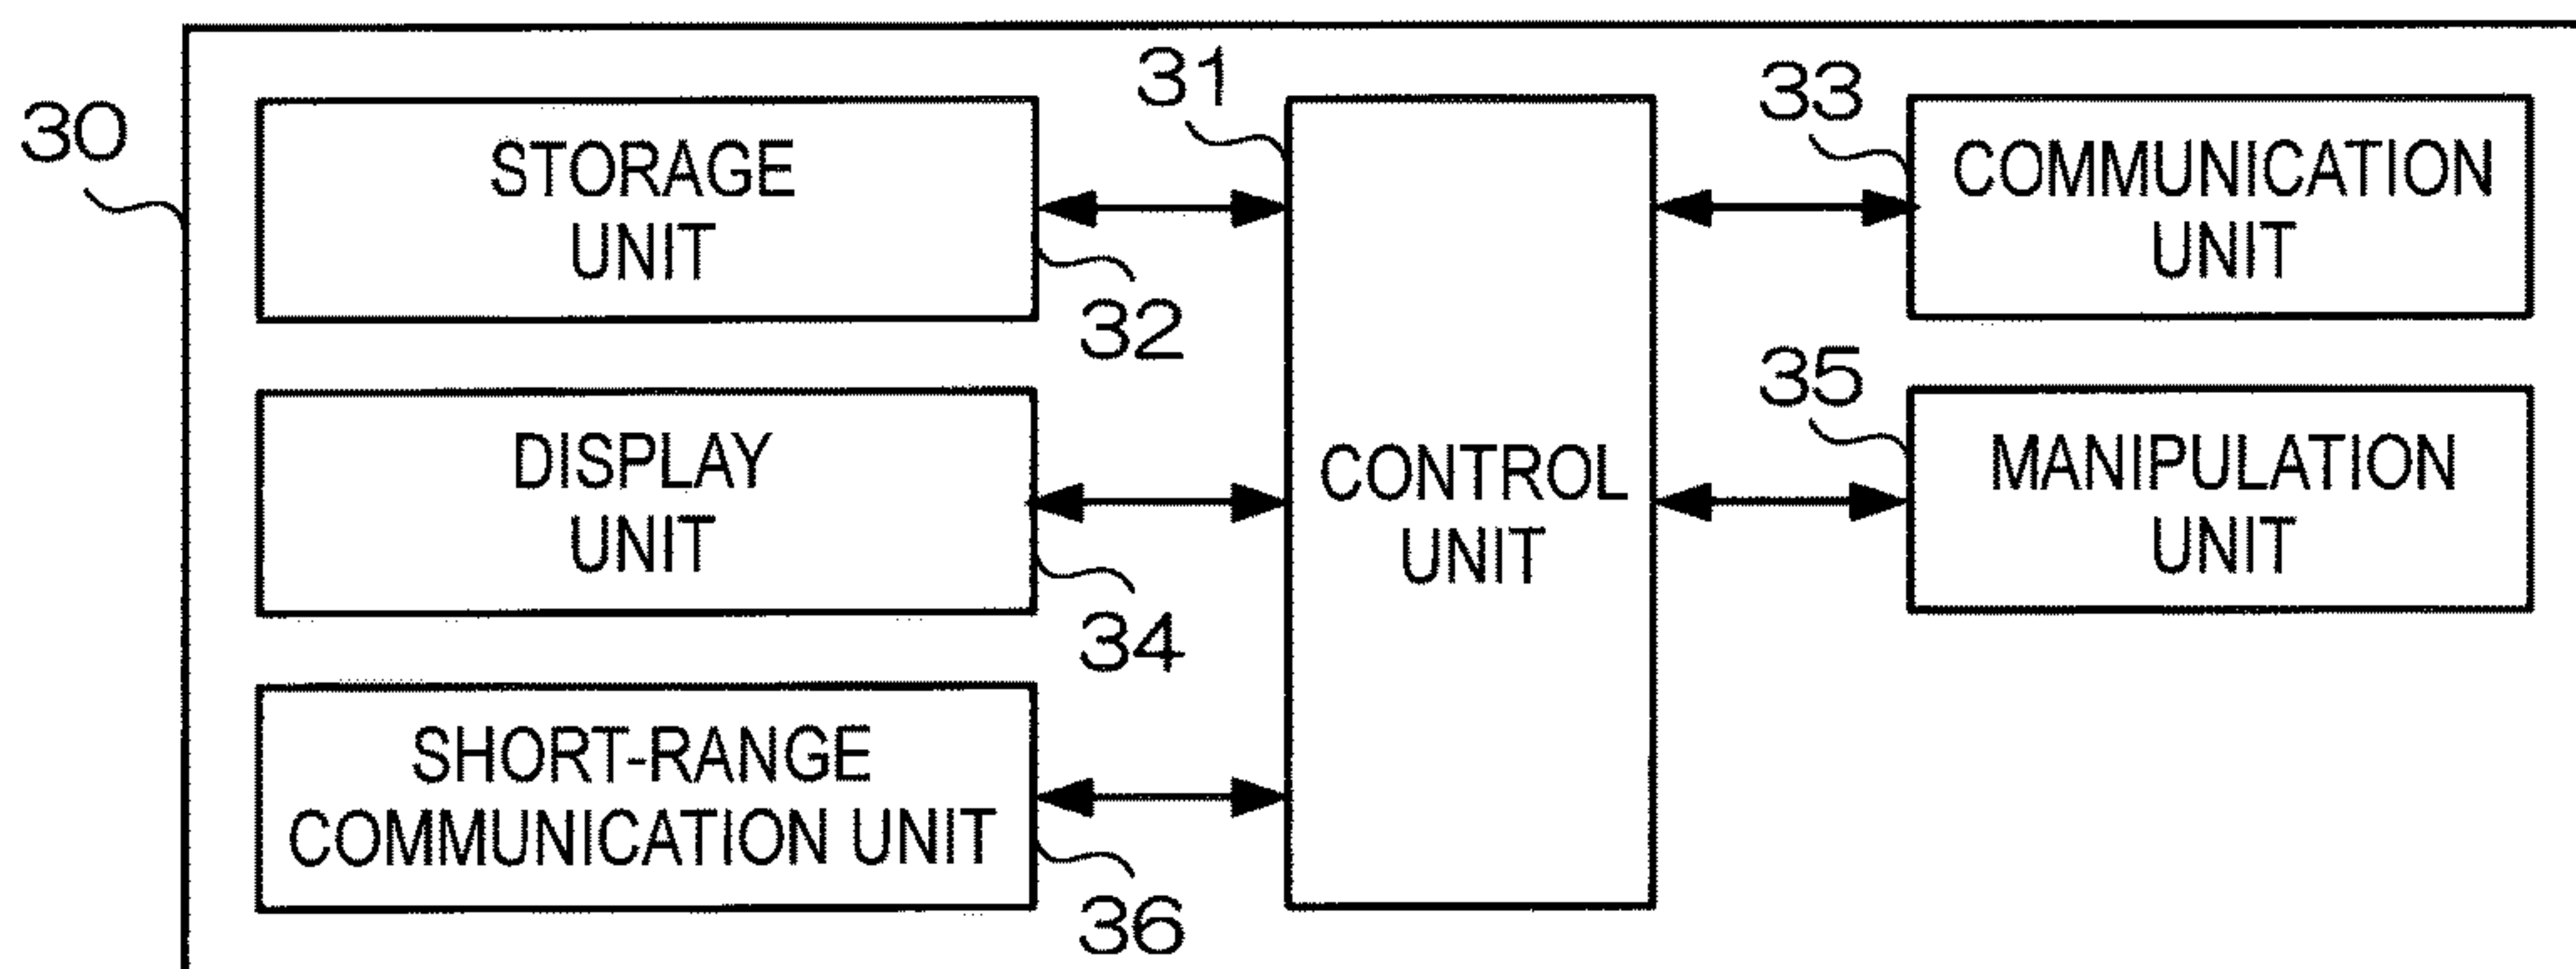 30
STORAGE
UNIT
32
31
CONTROL
UNIT
33
COMMUNICATION
UNIT
DISPLAY
UNIT
34
35
MANIPULATION
UNIT
SHORT-RANGE
COMMUNICATION UNIT
36